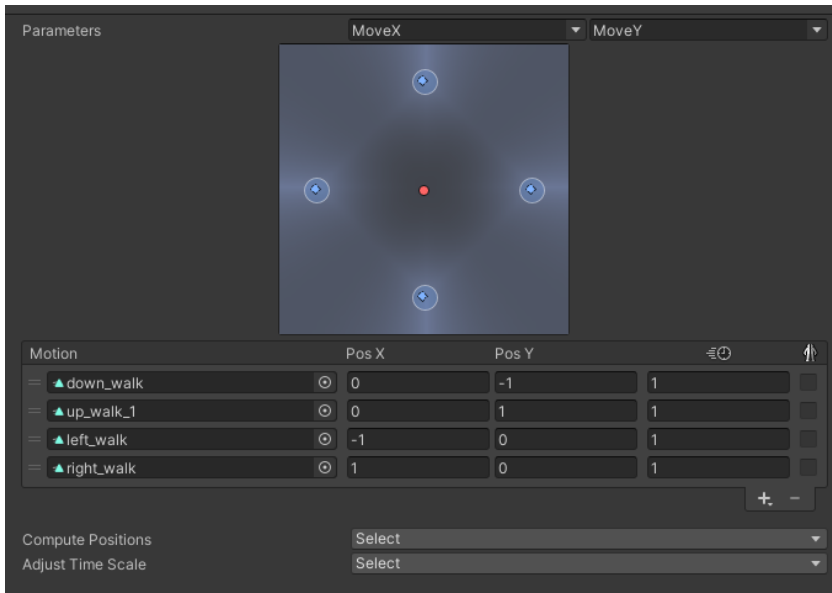 Parameters MoveX MoveY
Motion Pos X Pos Y
down_walk 0 -1 1
up_walk_1 0 1 1
left_walk -1 0 1
right_walk 1 0 1
Compute Positions Select
Adjust Time Scale Select